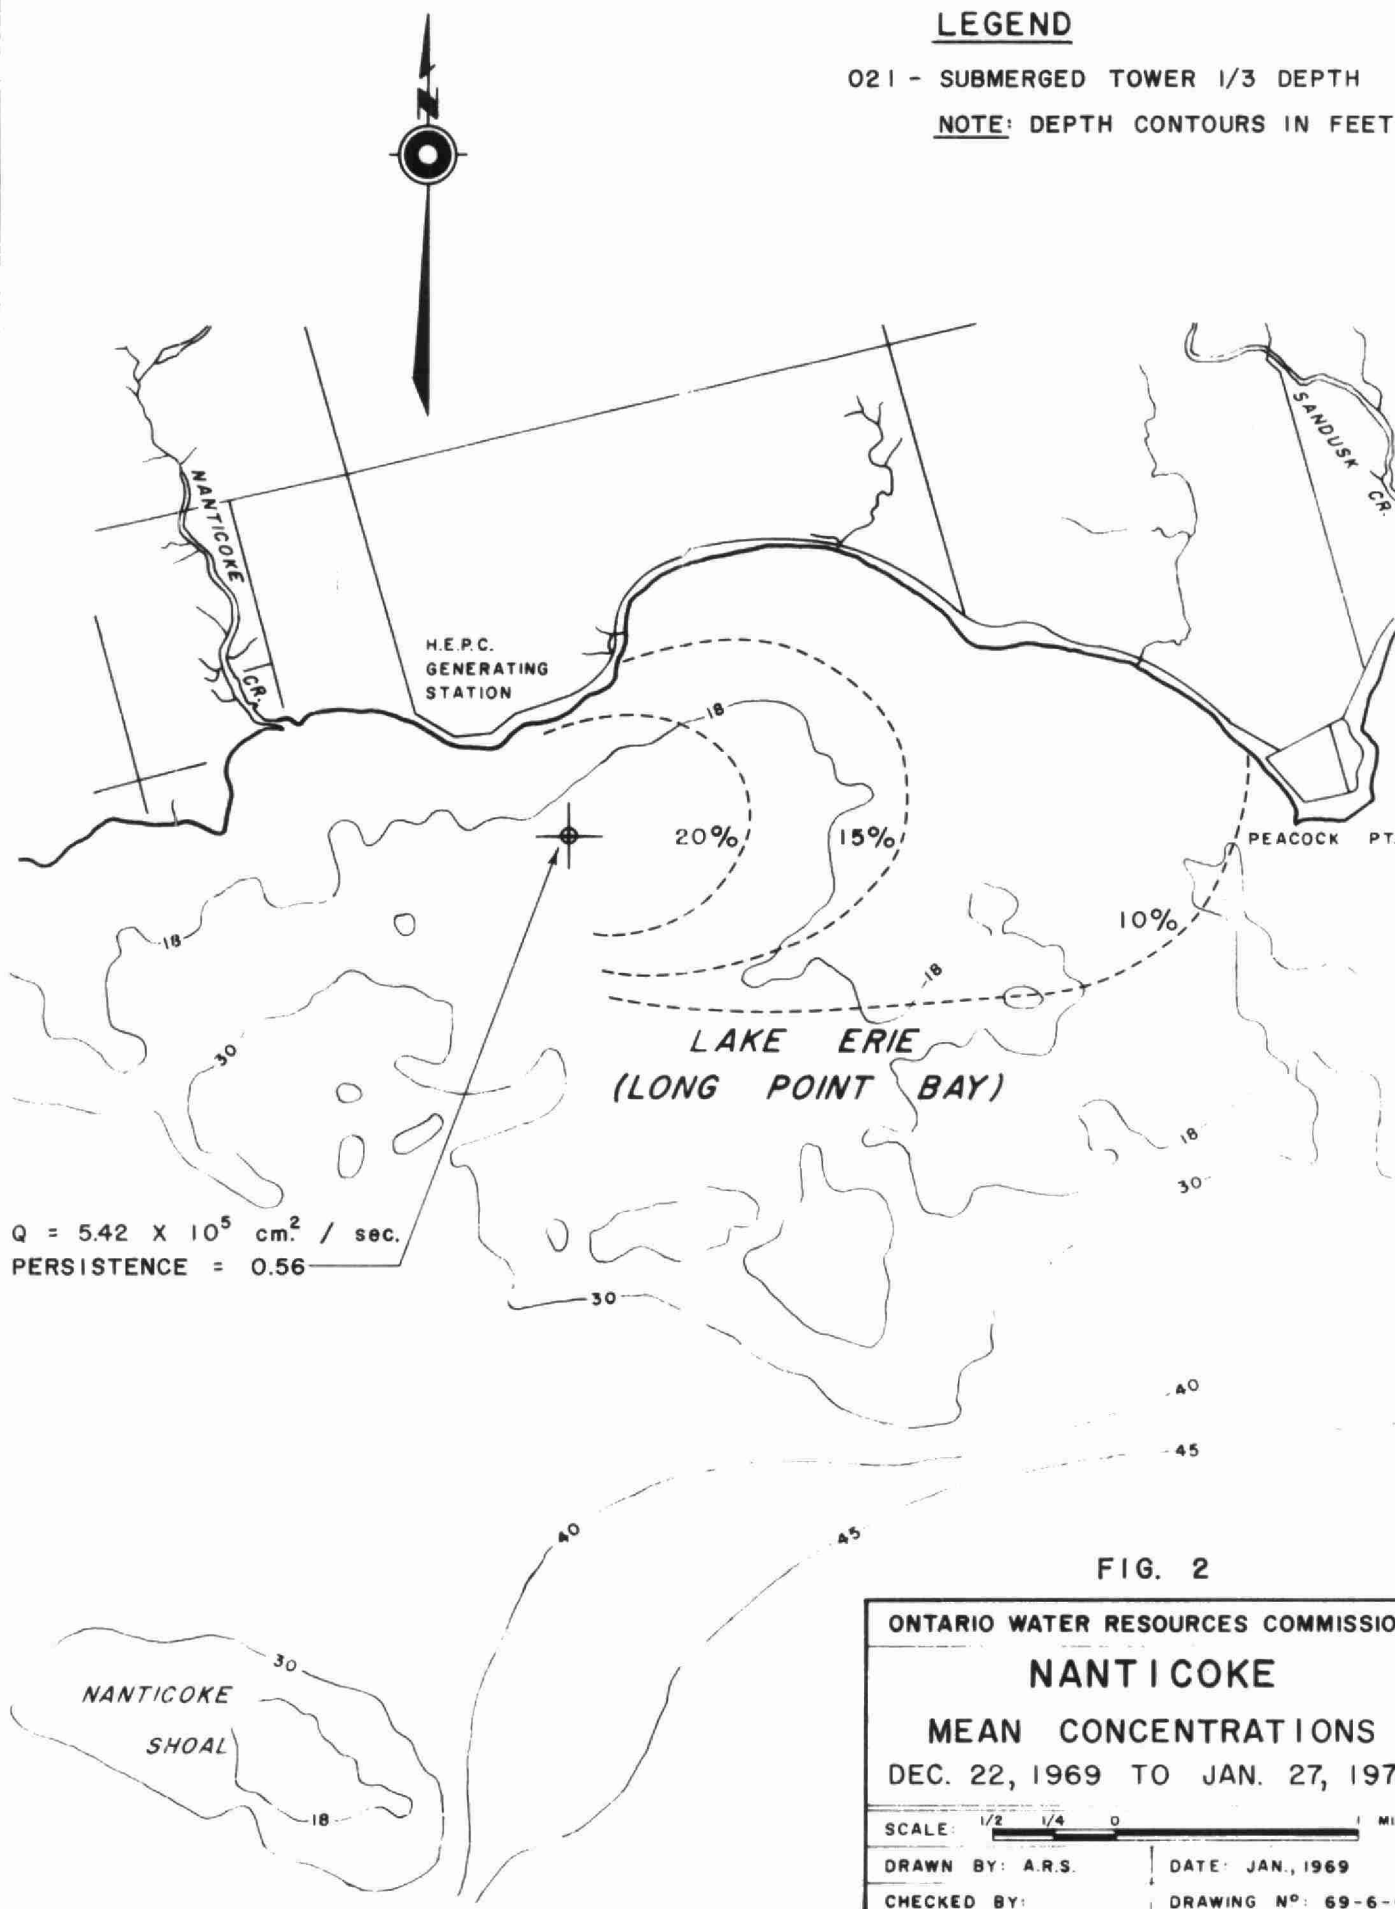 LEGEND
021 - SUBMERGED TOWER 1/3 DEPTH
NOTE: DEPTH CONTOURS IN FEET
N
SANDUSK CR.
NANTICOKE CR.
H.E.P.C.
GENERATING
STATION
18
20%
15%
PEACOCK PT.
10%
18
18
30
LAKE ERIE
(LONG POINT BAY)
18
30
Q = 5.42 X 10⁵ cm.² / sec.
PERSISTENCE = 0.56
30
40
45
40
45
FIG. 2
ONTARIO WATER RESOURCES COMMISSIO
NANTICOKE
MEAN CONCENTRATIONS
DEC. 22, 1969 TO JAN. 27, 197
30
NANTICOKE
SHOAL
18
SCALE: 1/2 1/4 0 1 MI
DRAWN BY: A.R.S. DATE: JAN., 1969
CHECKED BY: DRAWING Nº: 69-6-